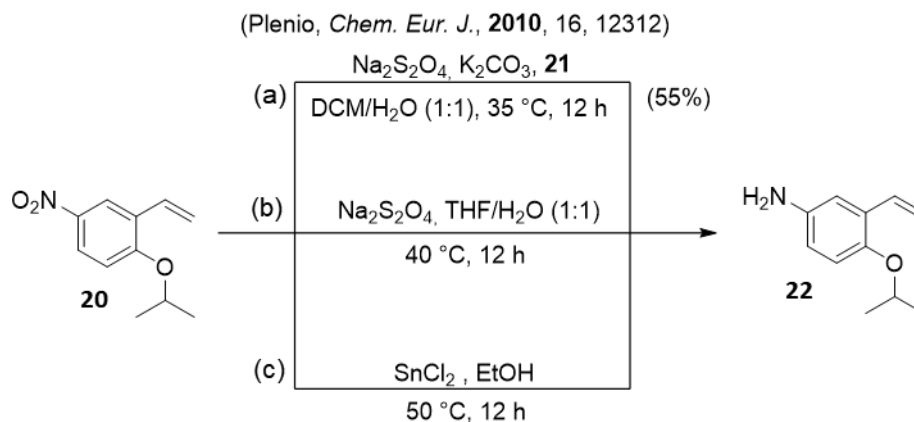 (Plenio, Chem. Eur. J., 2010, 16, 12312)
Na₂S₂O₄, K₂CO₃, 21
(a)
(55%)
DCM/H₂O (1:1), 35 °C, 12 h
O₂N
O
20
(b)
Na₂S₂O₄, THF/H₂O (1:1)
40 °C, 12 h
H₂N
O
22
(c)
SnCl₂ , EtOH
50 °C, 12 h